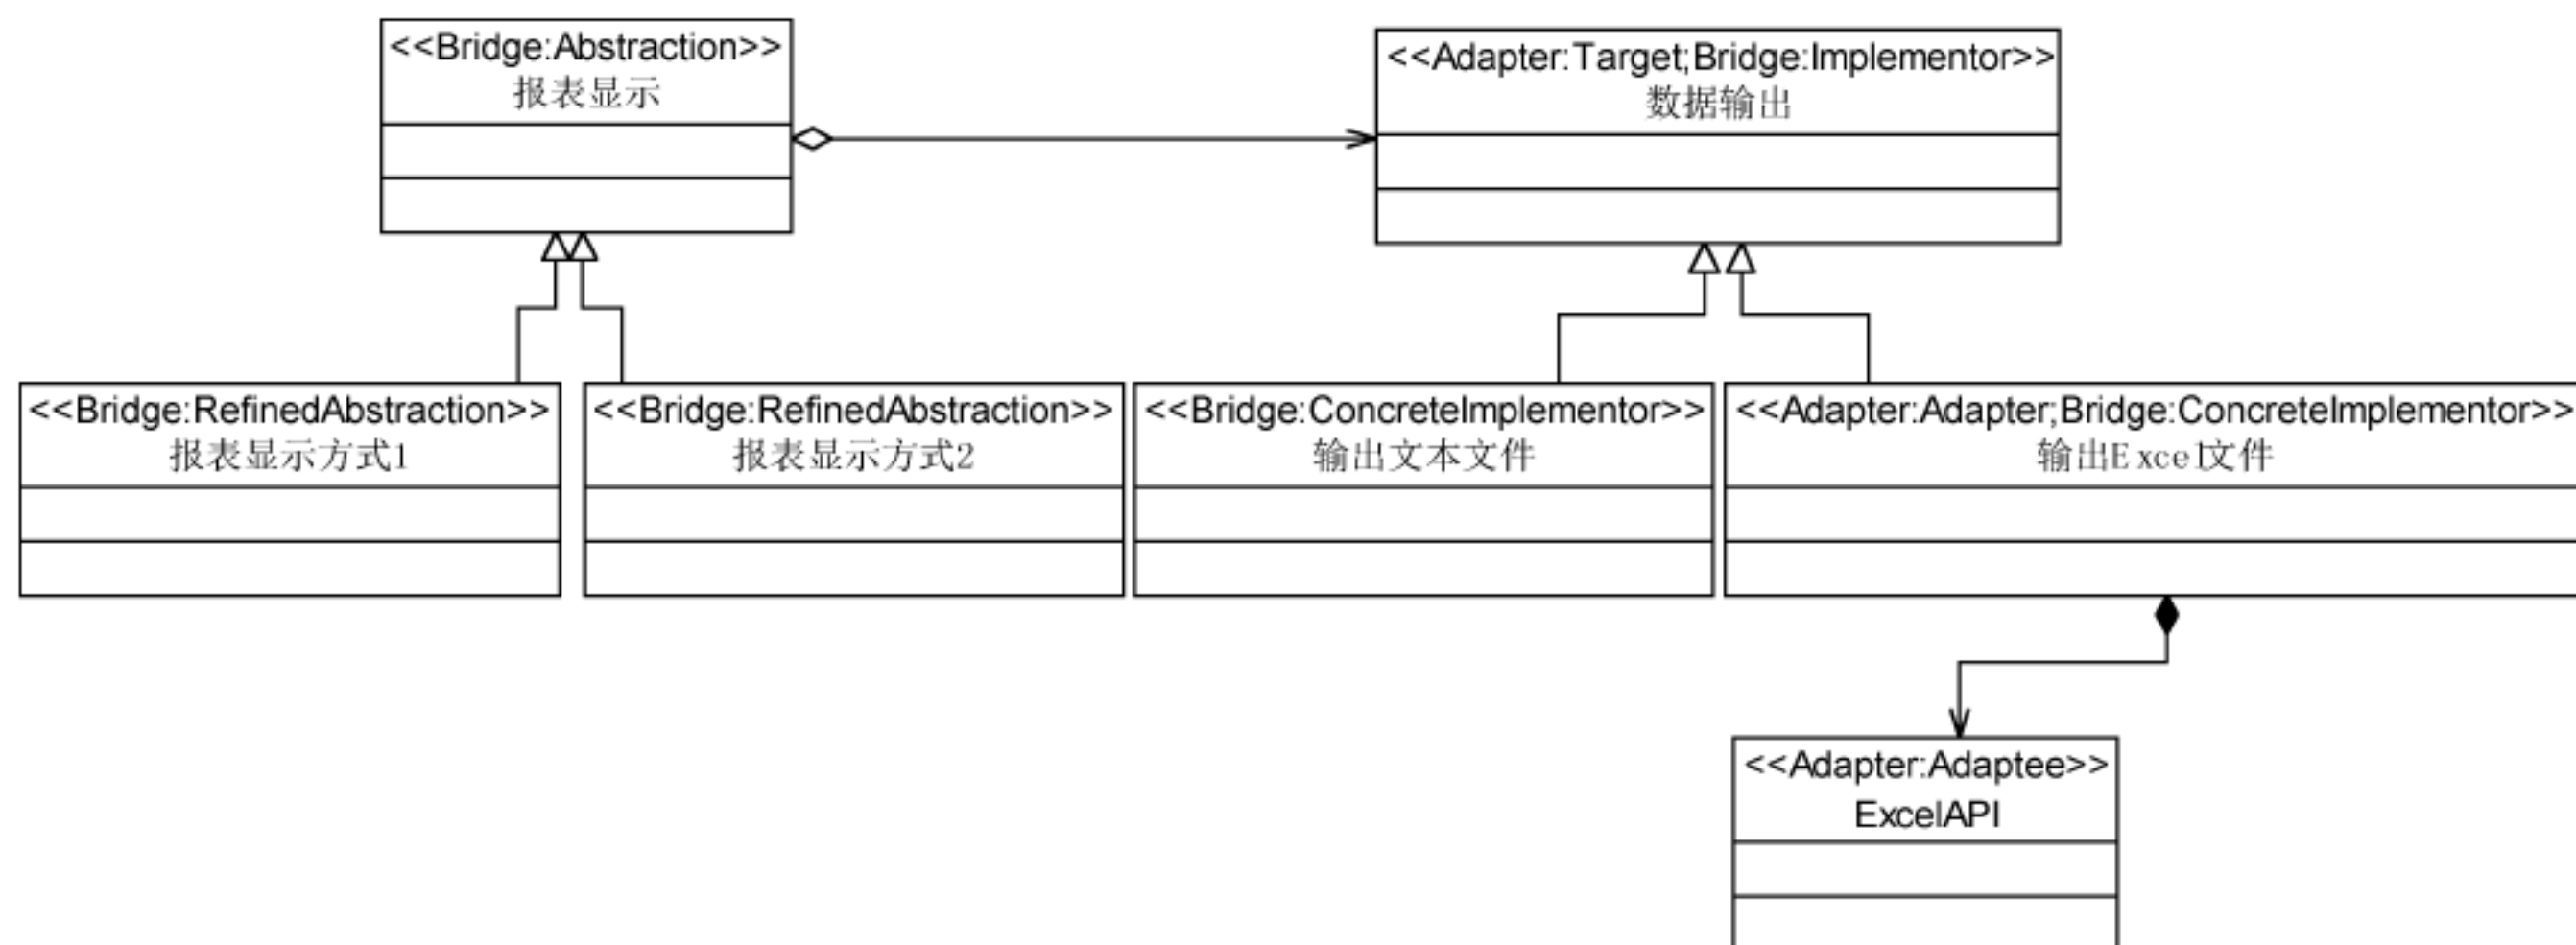 <<Bridge:Abstraction>>
报表显示
<<Adapter:Target;Bridge:Implementor>>
数据输出
<<Bridge:RefinedAbstraction>>
报表显示方式1
<<Bridge:RefinedAbstraction>>
报表显示方式2
<<Bridge:ConcreteImplementor>>
输出文本文件
<<Adapter:Adapter;Bridge:ConcreteImplementor>>
输出Excel文件
<<Adapter:Adaptee>>
ExcelAPI